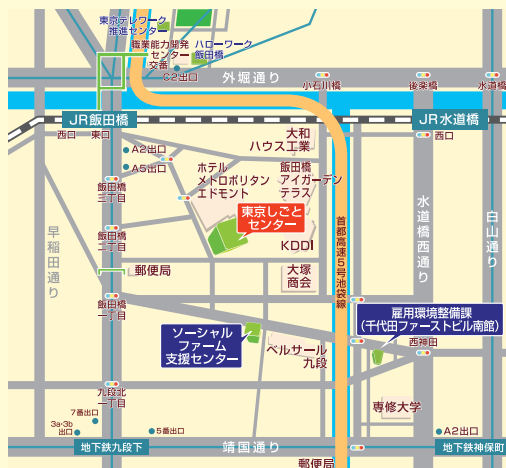 東京テレワーク
推進センター
職業能力開発
センター
ハローワーク
飯田橋
交番
C2出口
外堀通り
小石川橋
後楽橋
水道橋
JR飯田橋
JR水道橋
西口
東口
西口
大和
ハウス工業
A2出口
A5出口
ホテル
メトロポリタン
エドモント
飯田橋
アイガーデン
テラス
飯田橋
三丁目
東京しごと
センター
首都高速5号池袋線
水道橋西通り
白山通り
早稲田通り
飯田橋
二丁目
KDDI
郵便局
大塚
商会
飯田橋
一丁目
雇用環境整備課
(千代田ファーストビル南館)
ソーシャル
ファーム
支援センター
ベルサール
九段
西神田
九段北
一丁目
専修大学
7番出口
3a・3b
出口
5番出口
A2出口
地下鉄九段下
靖国通り
地下鉄神保町
郵便局